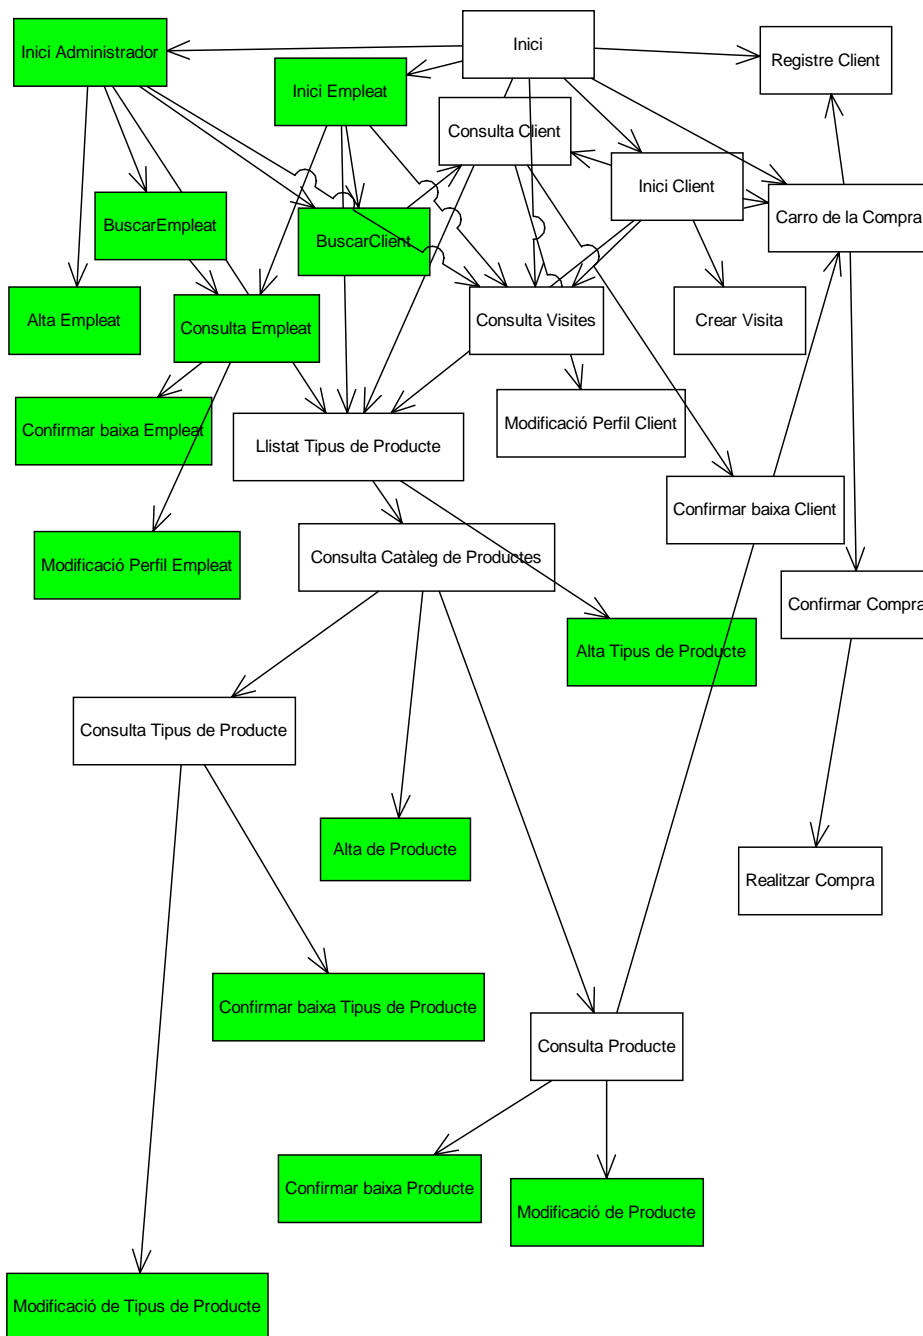 Inici
Inici Administrador
Registre Client
Inici Empleat
Consulta Client
Inici Client
Carro de la Compra
BuscarEmpleat
BuscarClient
Alta Empleat
Consulta Empleat
Consulta Visites
Crear Visita
Confirmar baixa Empleat
Modificació Perfil Client
Llistat Tipus de Producte
Confirmar baixa Client
Consulta Catàleg de Productes
Modificació Perfil Empleat
Confirmar Compra
Alta Tipus de Producte
Consulta Tipus de Producte
Alta de Producte
Realitzar Compra
Confirmar baixa Tipus de Producte
Consulta Producte
Confirmar baixa Producte
Modificació de Producte
Modificació de Tipus de Producte